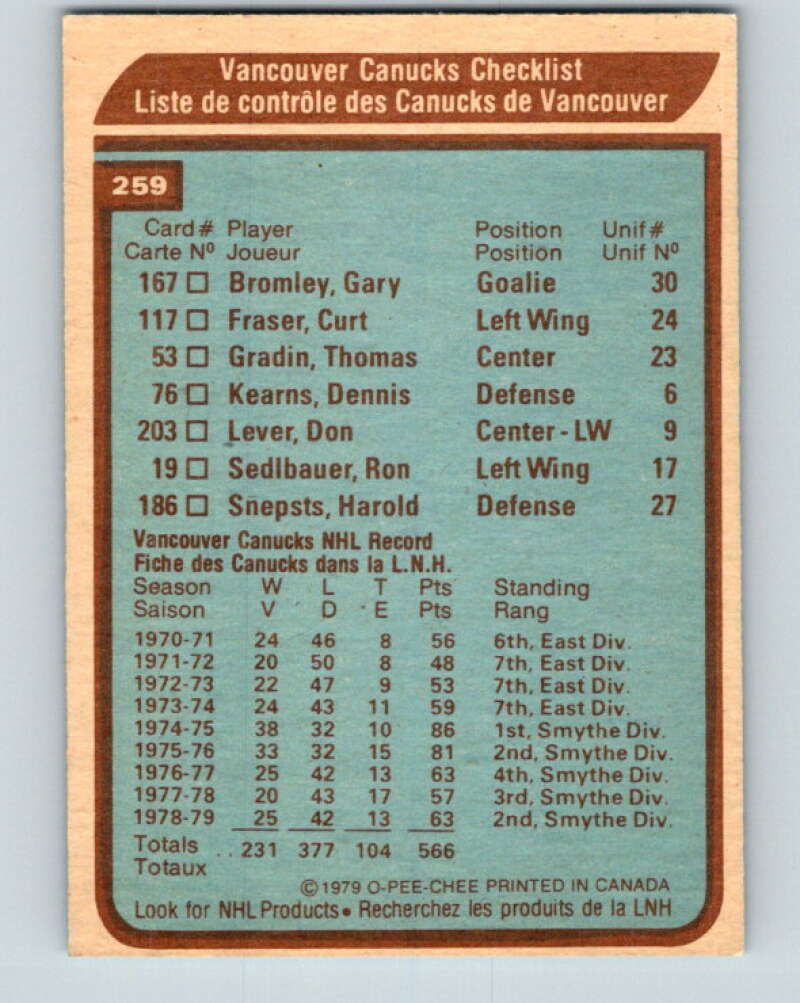 Vancouver Canucks Checklist
Liste de contrôle des Canucks de Vancouver
259
Card # Player Position Unif #
Carte Nº Joueur Position Unif Nº
167 □ Bromley, Gary Goalie 30
117 □ Fraser, Curt Left Wing 24
53 □ Gradin, Thomas Center 23
76 □ Kearns, Dennis Defense 6
203 □ Lever, Don Center - LW 9
19 □ Sedlbauer, Ron Left Wing 17
186 □ Snepsts, Harold Defense 27
Vancouver Canucks NHL Record
Fiche des Canucks dans la L.N.H.
Season W L T Pts Standing
Saison V D E Pts Rang
1970-71 24 46 8 56 6th, East Div.
1971-72 20 50 8 48 7th, East Div.
1972-73 22 47 9 53 7th, East Div.
1973-74 24 43 11 59 7th, East Div.
1974-75 38 32 10 86 1st, Smythe Div.
1975-76 33 32 15 81 2nd, Smythe Div.
1976-77 25 42 13 63 4th, Smythe Div.
1977-78 20 43 17 57 3rd, Smythe Div.
1978-79 25 42 13 63 2nd, Smythe Div.
Totals .. 231 377 104 566
Totaux
©1979 O-PEE-CHEE PRINTED IN CANADA
Look for NHL Products • Recherchez les produits de la LNH